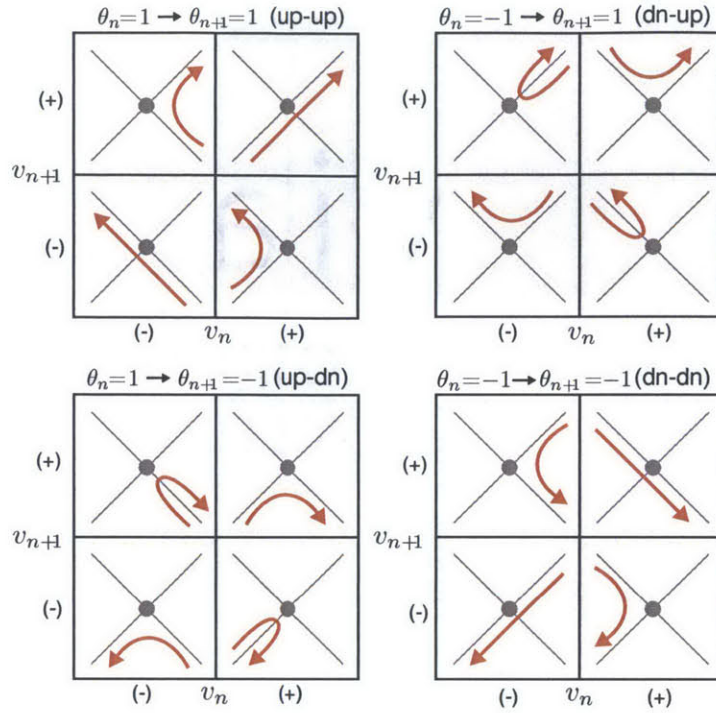 θₙ=1 → θₙ₊₁=1 (up-up)
θₙ=−1 → θₙ₊₁=1 (dn-up)
(+)
vₙ₊₁
(-)
(-) vₙ (+)
(+)
vₙ₊₁
(-)
(-) vₙ (+)
θₙ=1 → θₙ₊₁=−1 (up-dn)
θₙ=−1 → θₙ₊₁=−1 (dn-dn)
(+)
vₙ₊₁
(-)
(-) vₙ (+)
(+)
vₙ₊₁
(-)
(-) vₙ (+)